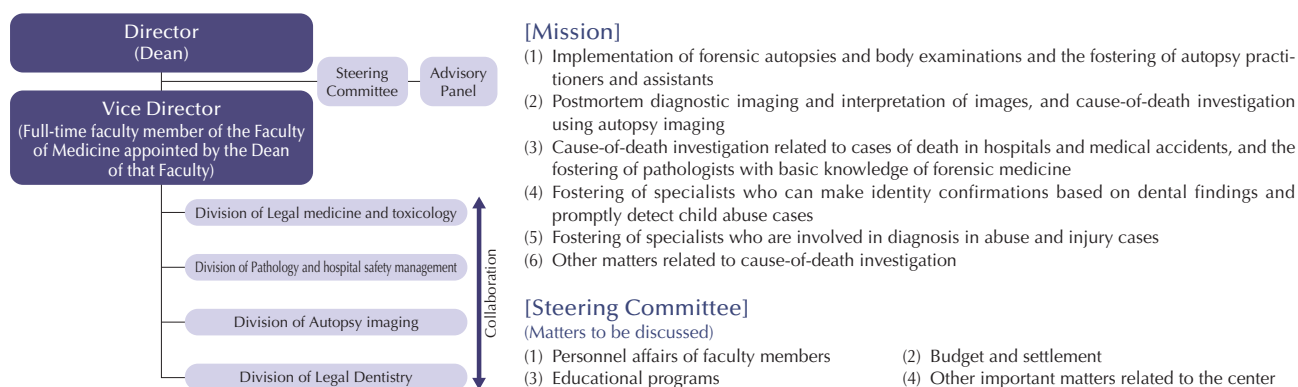 Director
(Dean)
Steering
Committee
Advisory
Panel
Vice Director
(Full-time faculty member of the Faculty
of Medicine appointed by the Dean
of that Faculty)
Division of Legal medicine and toxicology
Division of Pathology and hospital safety management
Division of Autopsy imaging
Division of Legal Dentistry
Collaboration
[Mission]
(1) Implementation of forensic autopsies and body examinations and the fostering of autopsy practi-
tioners and assistants
(2) Postmortem diagnostic imaging and interpretation of images, and cause-of-death investigation
using autopsy imaging
(3) Cause-of-death investigation related to cases of death in hospitals and medical accidents, and the
fostering of pathologists with basic knowledge of forensic medicine
(4) Fostering of specialists who can make identity confirmations based on dental findings and
promptly detect child abuse cases
(5) Fostering of specialists who are involved in diagnosis in abuse and injury cases
(6) Other matters related to cause-of-death investigation
[Steering Committee]
(Matters to be discussed)
(1) Personnel affairs of faculty members (2) Budget and settlement
(3) Educational programs (4) Other important matters related to the center